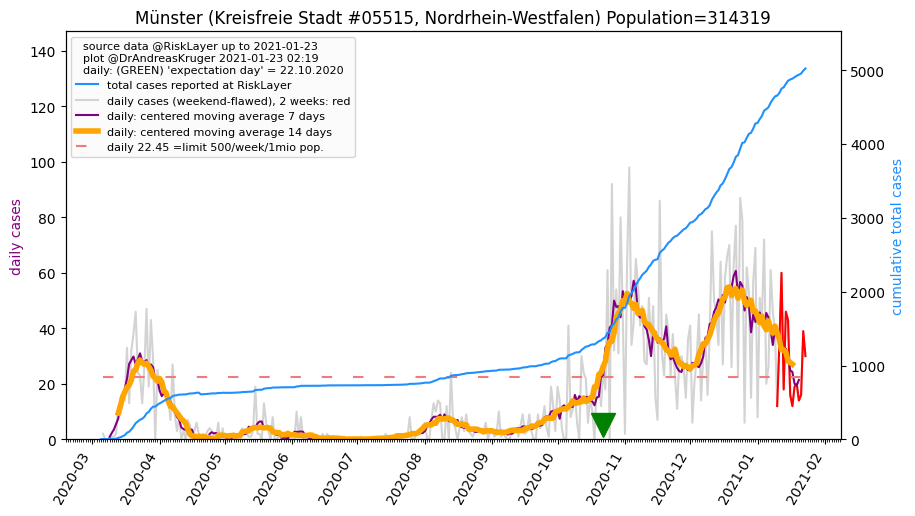 Münster (Kreisfreie Stadt #05515, Nordrhein-Westfalen) Population=314319
source data @RiskLayer up to 2021-01-23
plot @DrAndreasKruger 2021-01-23 02:19
daily: (GREEN) 'expectation day' = 22.10.2020
total cases reported at RiskLayer
daily cases (weekend-flawed), 2 weeks: red
daily: centered moving average 7 days
daily: centered moving average 14 days
daily 22.45 =limit 500/week/1mio pop.
daily cases
140
120
100
80
60
40
20
0
cumulative total cases
5000
4000
3000
2000
1000
0
2020-03
2020-04
2020-05
2020-06
2020-07
2020-08
2020-09
2020-10
2020-11
2020-12
2021-01
2021-02